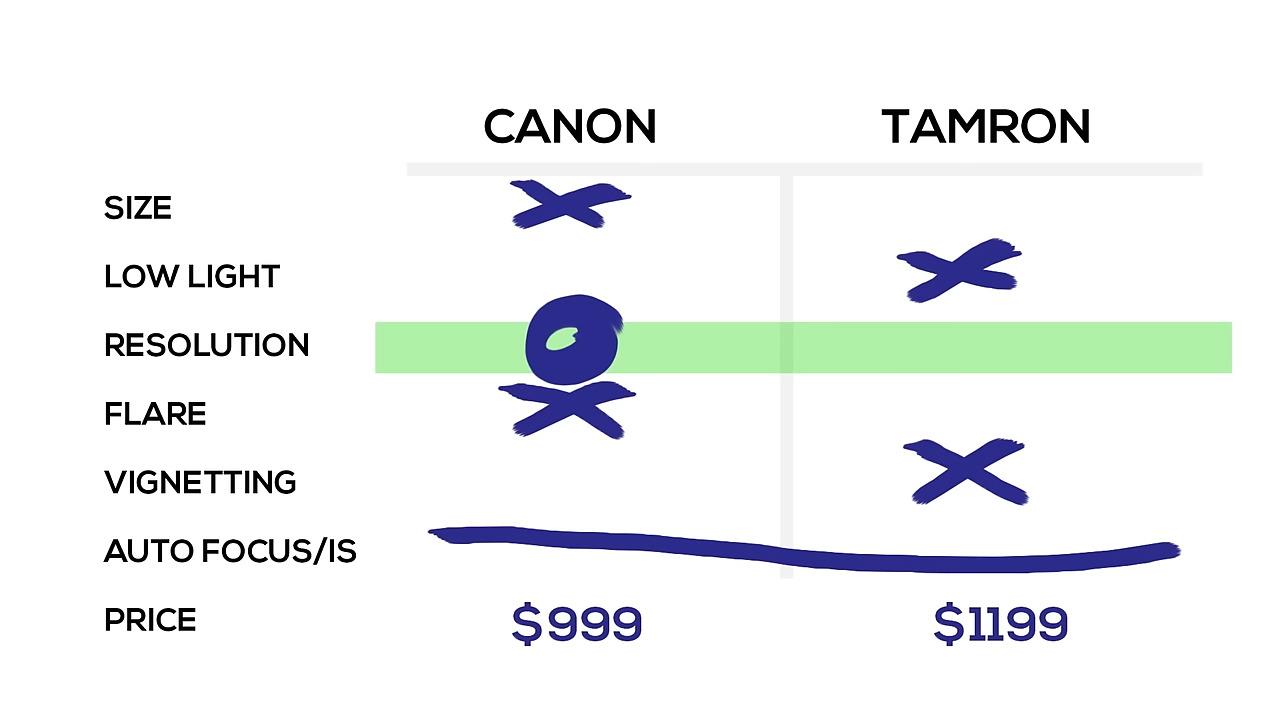 CANON TAMRON
SIZE
LOW LIGHT
RESOLUTION
FLARE
VIGNETTING
AUTO FOCUS/IS
PRICE $999 $1199